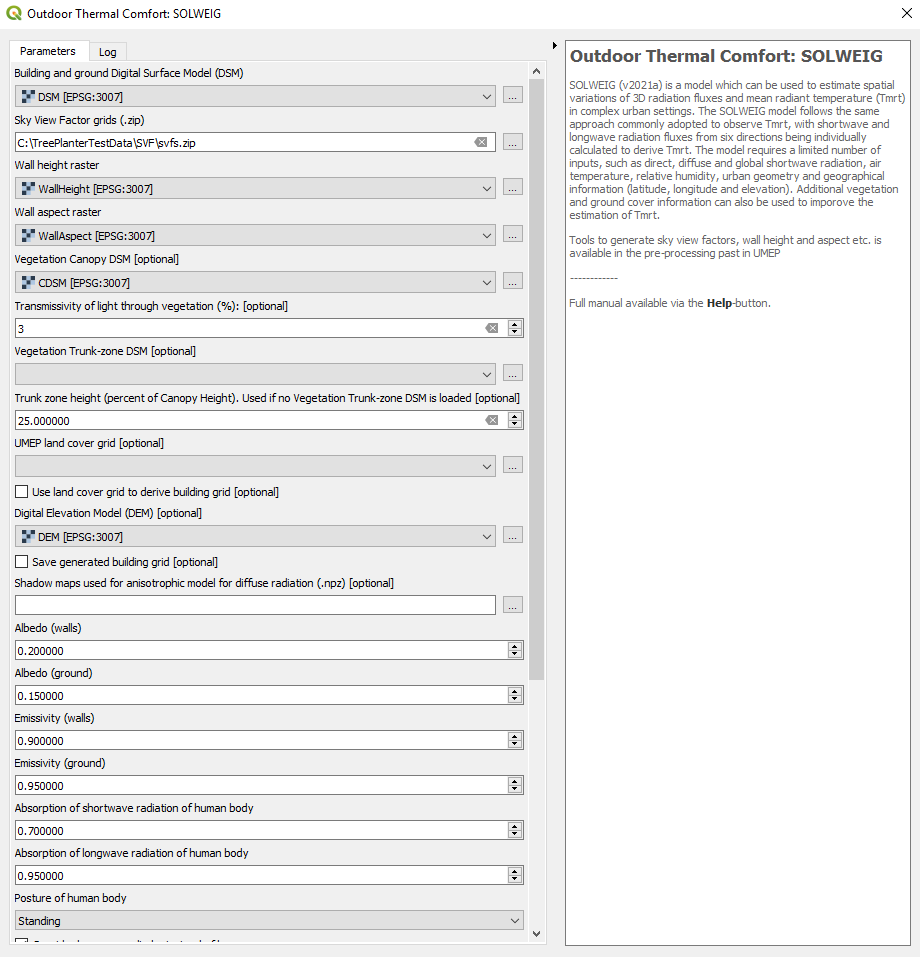 Outdoor Thermal Comfort: SOLWEIG
Parameters
Log
Building and ground Digital Surface Model (DSM)
DSM [EPSG:3007]
...
Sky View Factor grids (.zip)
C:\TreePlanterTestData\SVF\svfs.zip
...
Wall height raster
WallHeight [EPSG:3007]
...
Wall aspect raster
WallAspect [EPSG:3007]
...
Vegetation Canopy DSM [optional]
CDSM [EPSG:3007]
...
Transmissivity of light through vegetation (%): [optional]
3
Vegetation Trunk-zone DSM [optional]
...
Trunk zone height (percent of Canopy Height). Used if no Vegetation Trunk-zone DSM is loaded [optional]
25.000000
UMEP land cover grid [optional]
...
Use land cover grid to derive building grid [optional]
Digital Elevation Model (DEM) [optional]
DEM [EPSG:3007]
...
Save generated building grid [optional]
Shadow maps used for anisotrophic model for diffuse radiation (.npz) [optional]
...
Albedo (walls)
0.200000
Albedo (ground)
0.150000
Emissivity (walls)
0.900000
Emissivity (ground)
0.950000
Absorption of shortwave radiation of human body
0.700000
Absorption of longwave radiation of human body
0.950000
Posture of human body
Standing
Outdoor Thermal Comfort: SOLWEIG
SOLWEIG (v2021a) is a model which can be used to estimate spatial
variations of 3D radiation fluxes and mean radiant temperature (Tmrt)
in complex urban settings. The SOLWEIG model follows the same
approach commonly adopted to observe Tmrt, with shortwave and
longwave radiation fluxes from six directions being individually
calculated to derive Tmrt. The model requires a limited number of
inputs, such as direct, diffuse and global shortwave radiation, air
temperature, relative humidity, urban geometry and geographical
information (latitude, longitude and elevation). Additional vegetation
and ground cover information can also be used to imporove the
estimation of Tmrt.
Tools to generate sky view factors, wall height and aspect etc. is
available in the pre-processing past in UMEP
------------
Full manual available via the Help-button.